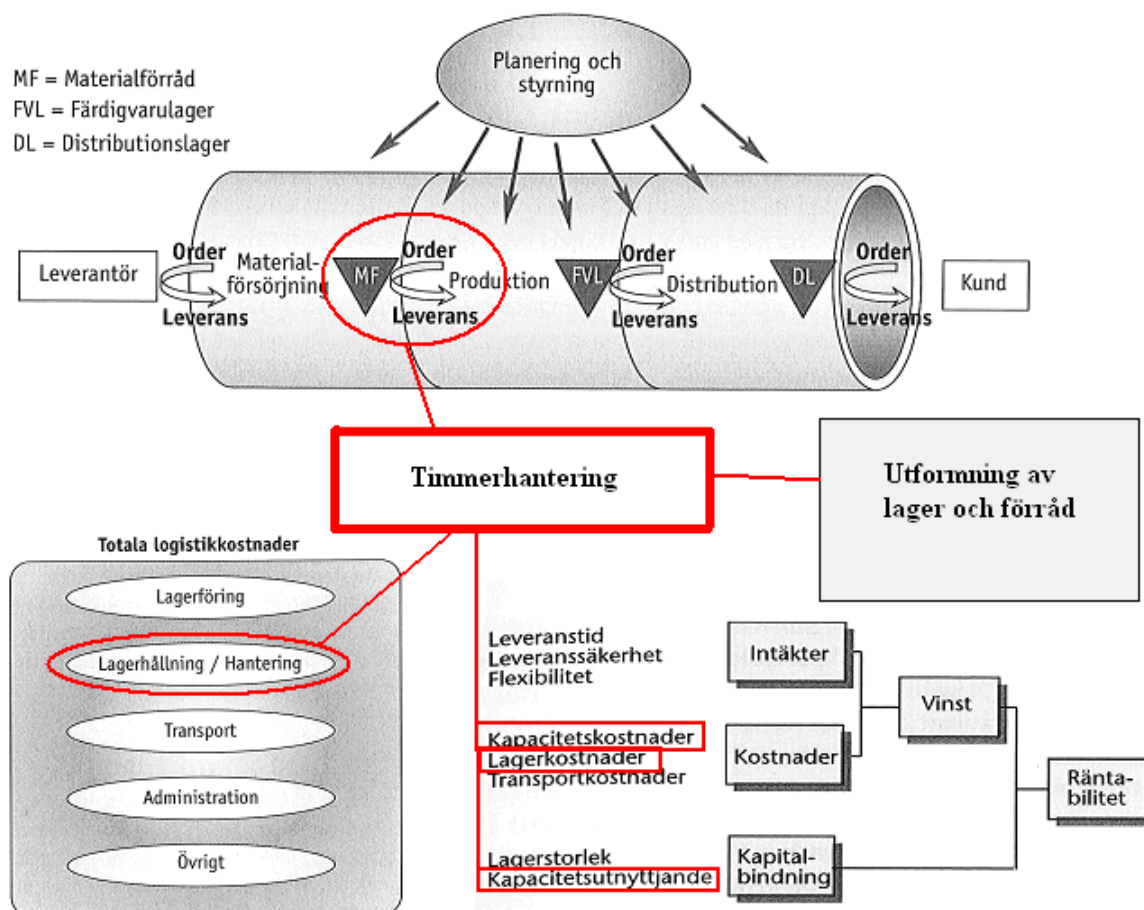 Planering och
styrning
MF = Materialförråd
FVL = Färdigvarulager
DL = Distributionslager
Leverantör
Order
Leverans
Material-
försörjning
MF
Order
Leverans
Produktion
FVL
Order
Leverans
Distribution
DL
Order
Leverans
Kund
Timmerhantering
Utformning av
lager och förråd
Totala logistikkostnader
Lagerföring
Lagerhållning / Hantering
Transport
Administration
Övrigt
Leveranstid
Leveranssäkerhet
Flexibilitet
Kapacitetskostnader
Lagerkostnader
Transportkostnader
Lagerstorlek
Kapacitetsutnyttjande
Intäkter
Kostnader
Kapital-
bindning
Vinst
Ränta-
bilitet